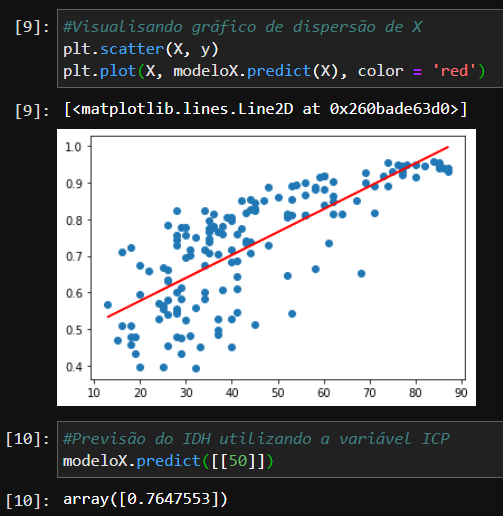 [9]: #Visualisando gráfico de dispersão de X
plt.scatter(X, y)
plt.plot(X, modeloX.predict(X), color = 'red')
[9]: [<matplotlib.lines.Line2D at 0x260bade63d0>]
1.0
0.9
0.8
0.7
0.6
0.5
0.4
10 20 30 40 50 60 70 80 90
[10]: #Previsão do IDH utilizando a variável ICP
modeloX.predict([[50]])
[10]: array([0.7647553])